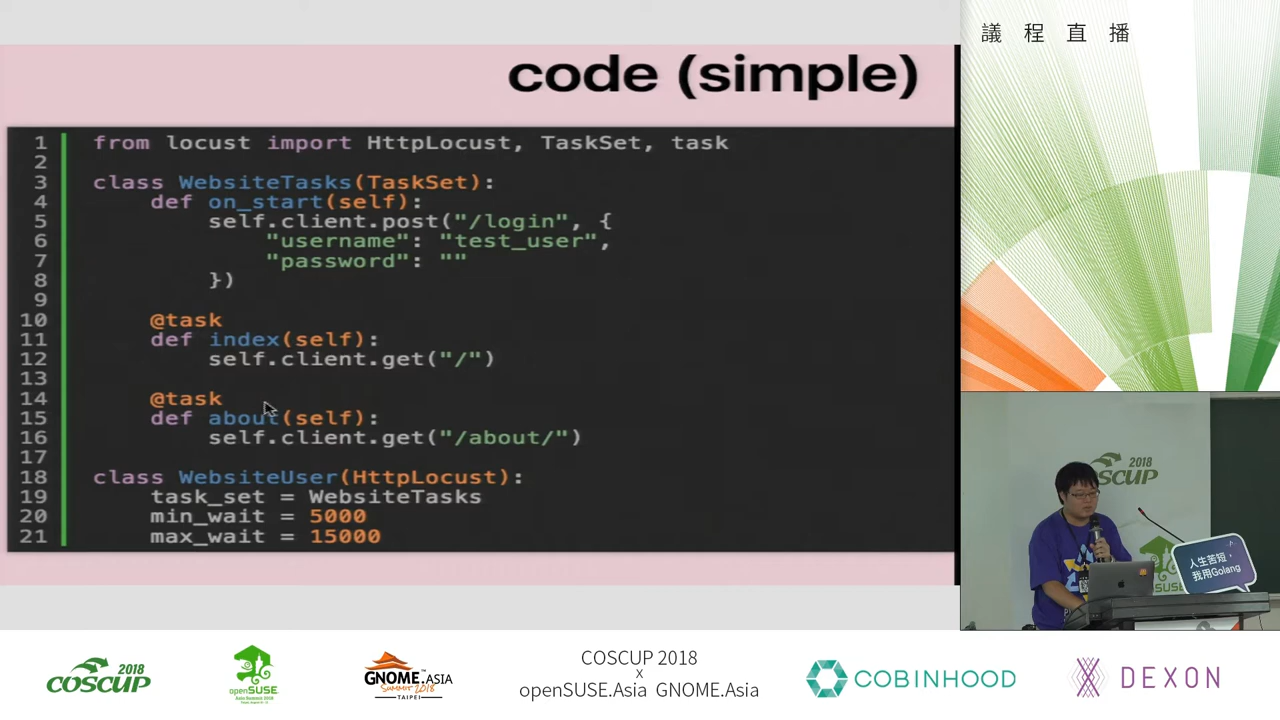 議程直播
code (simple)
1 from locust import HttpLocust, TaskSet, task
2
3 class WebsiteTasks(TaskSet):
4     def on_start(self):
5         self.client.post("/login", {
6             "username": "test_user",
7             "password": ""
8         })
9
10     @task
11     def index(self):
12         self.client.get("/")
13
14     @task
15     def about(self):
16         self.client.get("/about/")
17
18 class WebsiteUser(HttpLocust):
19     task_set = WebsiteTasks
20     min_wait = 5000
21     max_wait = 15000
2018
COSCUP
人生苦短，
我用Golang
2018
COSCUP
openSUSE
GNOME.ASIA
Summit 2018
TAIPEI
COSCUP 2018
x
openSUSE.Asia GNOME.Asia
COBINHOOD
DEXON